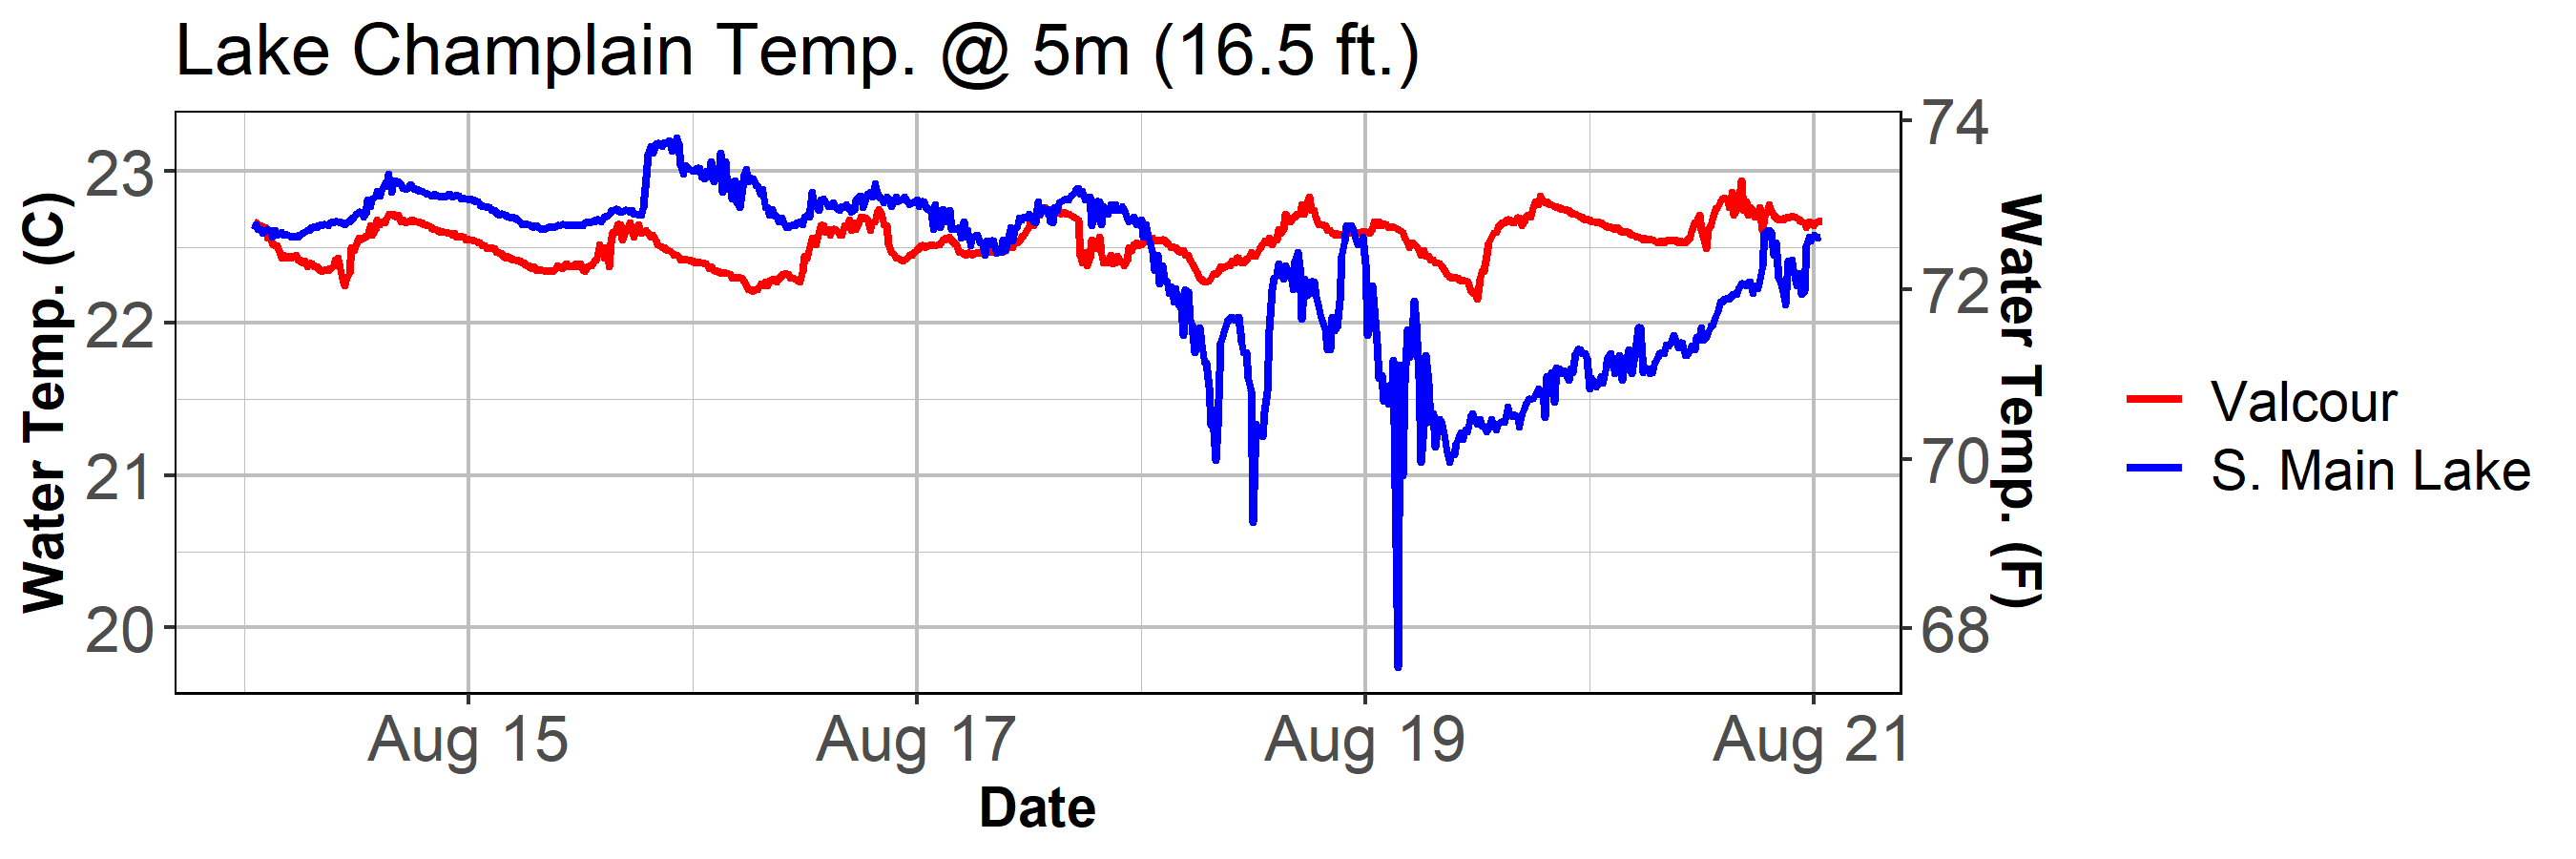 Lake Champlain Temp. @ 5m (16.5 ft.)
Water Temp. (C)
23
22
21
20
74
72
70
68
Water Temp. (F)
Aug 15 Aug 17 Aug 19 Aug 21
Date
Valcour
S. Main Lake